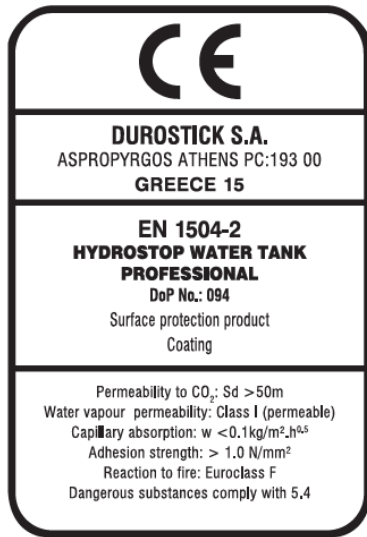 CE
DUROSTICK S.A.
ASPROPYRGOS ATHENS PC:193 00
GREECE 15
EN 1504-2
HYDROSTOP WATER TANK
PROFESSIONAL
DoP No.: 094
Surface protection product
Coating
Permeability to CO₂: Sd >50m
Water vapour permeability: Class I (permeable)
Capillary absorption: w <0.1kg/m².h⁰·⁵
Adhesion strength: > 1.0 N/mm²
Reaction to fire: Euroclass F
Dangerous substances comply with 5.4